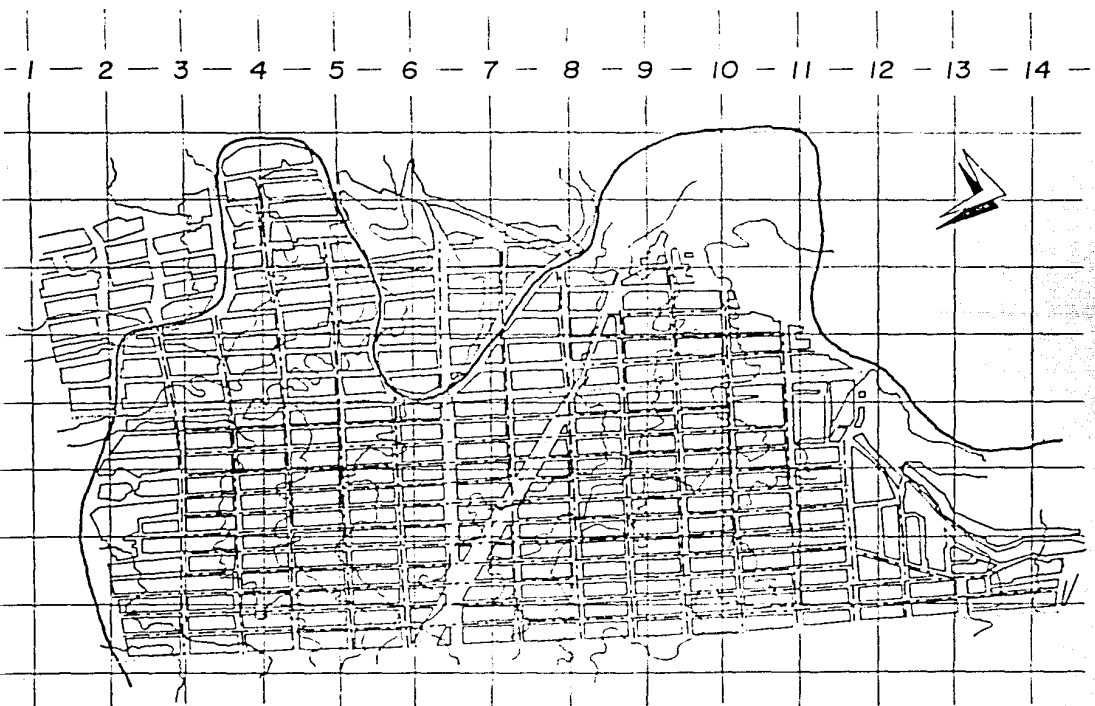 - 1 — 2 — 3 — 4 — 5 — 6 — 7 — 8 — 9 — 10 — 11 — 12 — 13 — 14 -